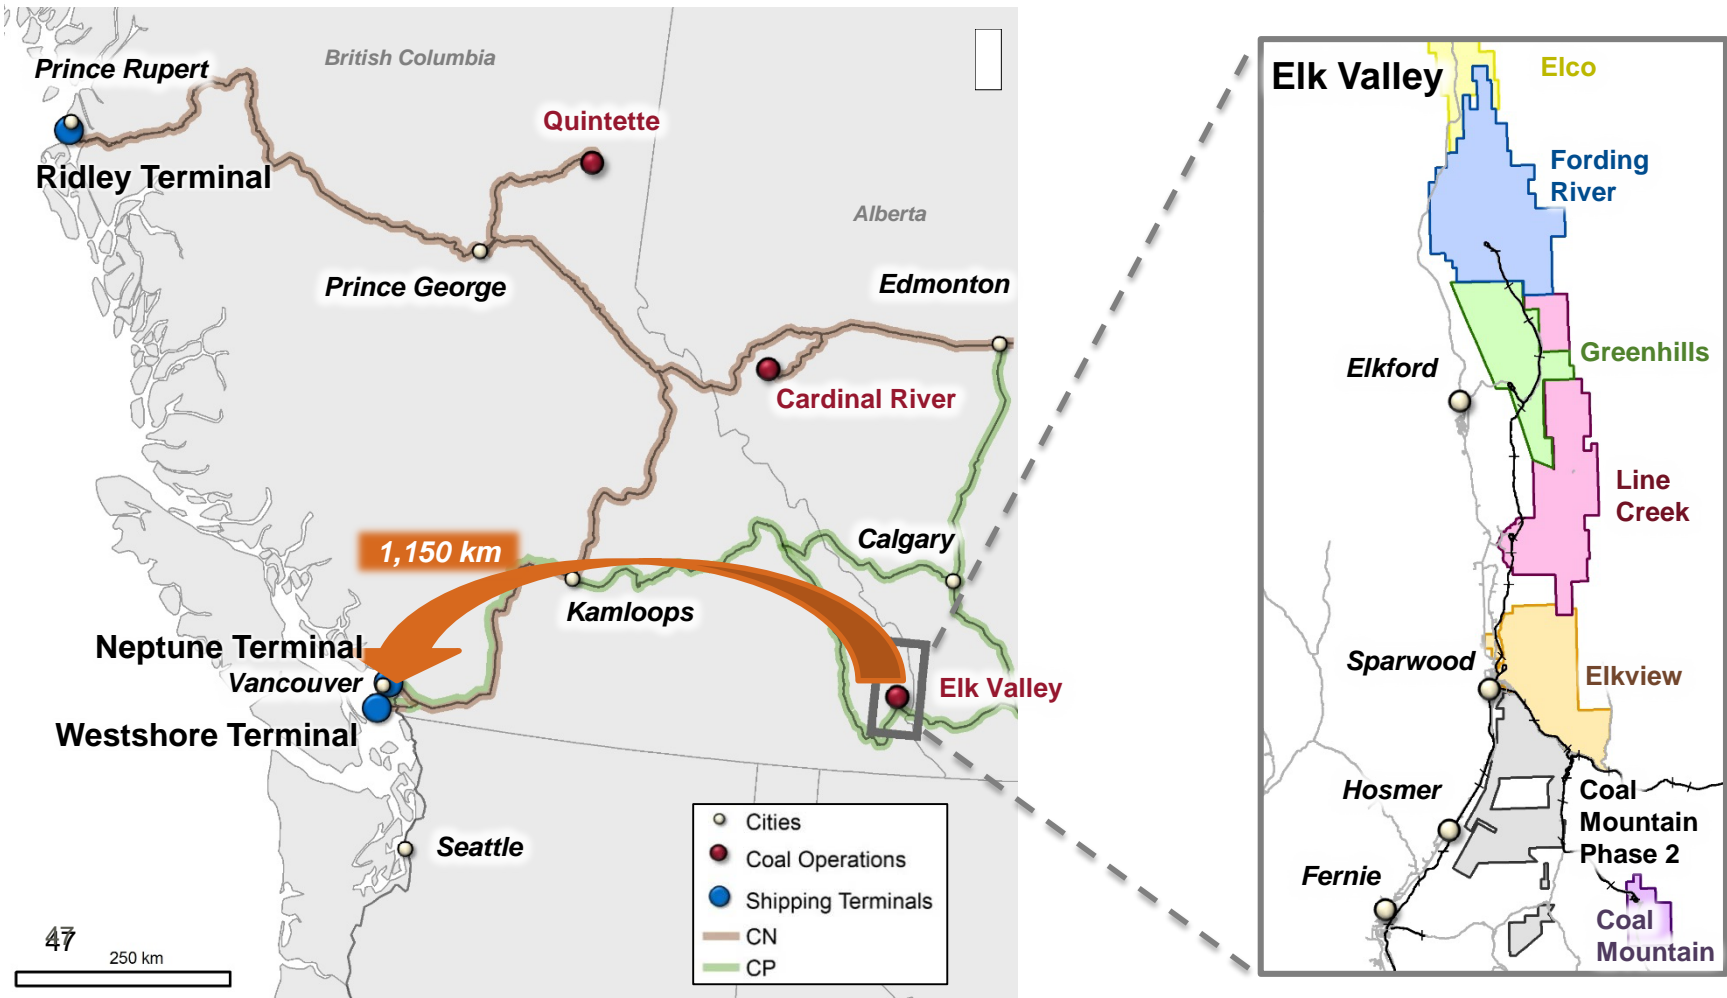 British Columbia
Prince Rupert
Ridley Terminal
Quintette
Alberta
Prince George
Edmonton
Cardinal River
1,150 km
Calgary
Kamloops
Neptune Terminal
Vancouver
Westshore Terminal
Elk Valley
Seattle
Cities
Coal Operations
Shipping Terminals
CN
CP
47
250 km
Elk Valley
Elco
Fording
River
Elkford
Greenhills
Line
Creek
Sparwood
Elkview
Hosmer
Coal
Mountain
Phase 2
Fernie
Coal
Mountain